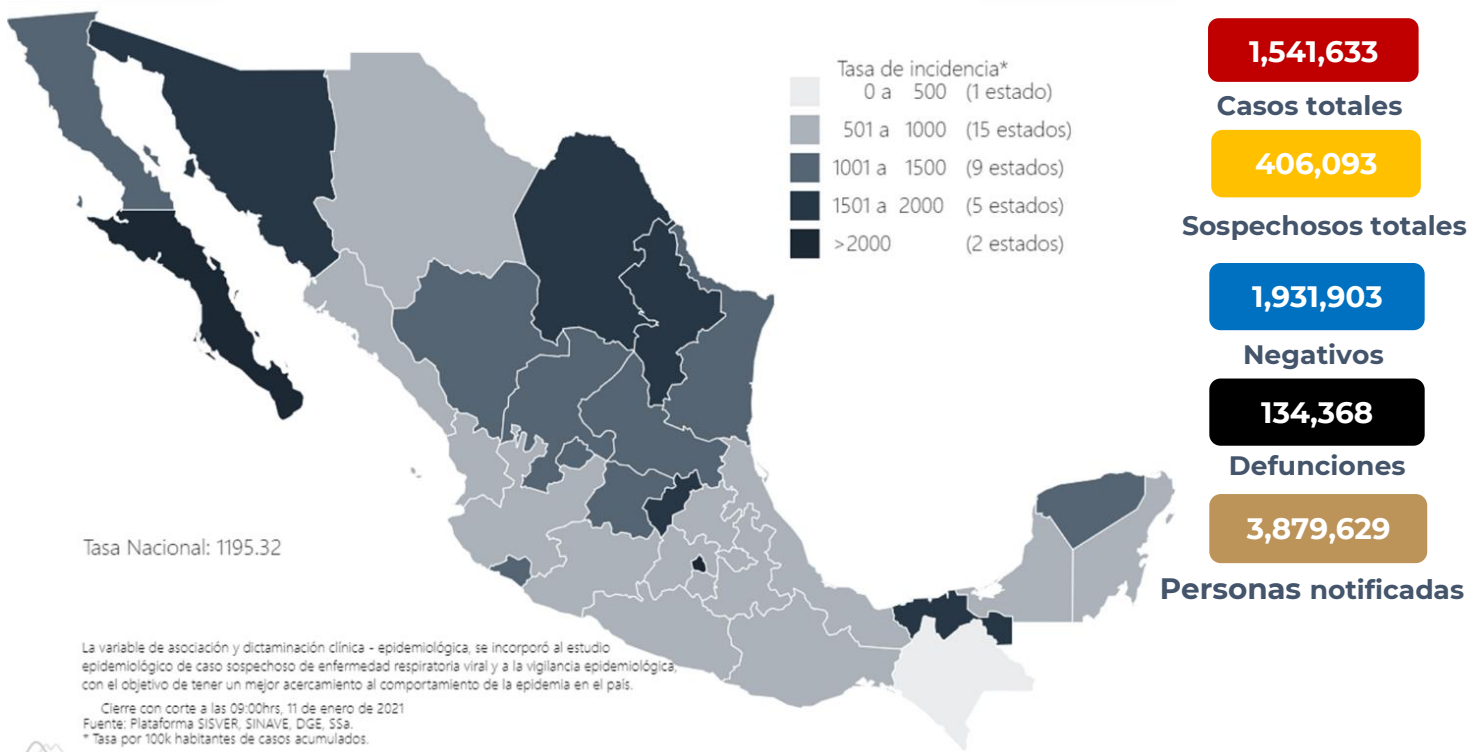 Tasa de incidencia*
0 a 500 (1 estado)
501 a 1000 (15 estados)
1001 a 1500 (9 estados)
1501 a 2000 (5 estados)
>2000 (2 estados)
1,541,633
Casos totales
406,093
Sospechosos totales
1,931,903
Negativos
134,368
Defunciones
3,879,629
Personas notificadas
Tasa Nacional: 1195.32
La variable de asociación y dictaminación clínica - epidemiológica, se incorporó al estudio
epidemiológico de caso sospechoso de enfermedad respiratoria viral y a la vigilancia epidemiológica,
con el objetivo de tener un mejor acercamiento al comportamiento de la epidemia en el país.
Cierre con corte a las 09:00hrs, 11 de enero de 2021
Fuente: Plataforma SISVER, SINAVE, DGE, SSa.
* Tasa por 100k habitantes de casos acumulados.